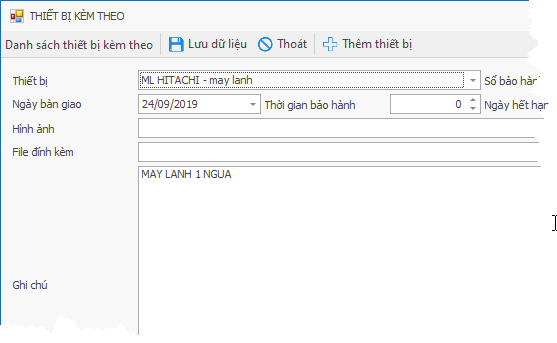 THIẾT BỊ KÈM THEO
Danh sách thiết bị kèm theo Lưu dữ liệu Thoát Thêm thiết bị
Thiết bị ML HITACHI - may lanh Số bảo hàn
Ngày bàn giao 24/09/2019 Thời gian bảo hành 0 Ngày hết hạn
Hình ảnh
File đính kèm
MAY LANH 1 NGUA
Ghi chú